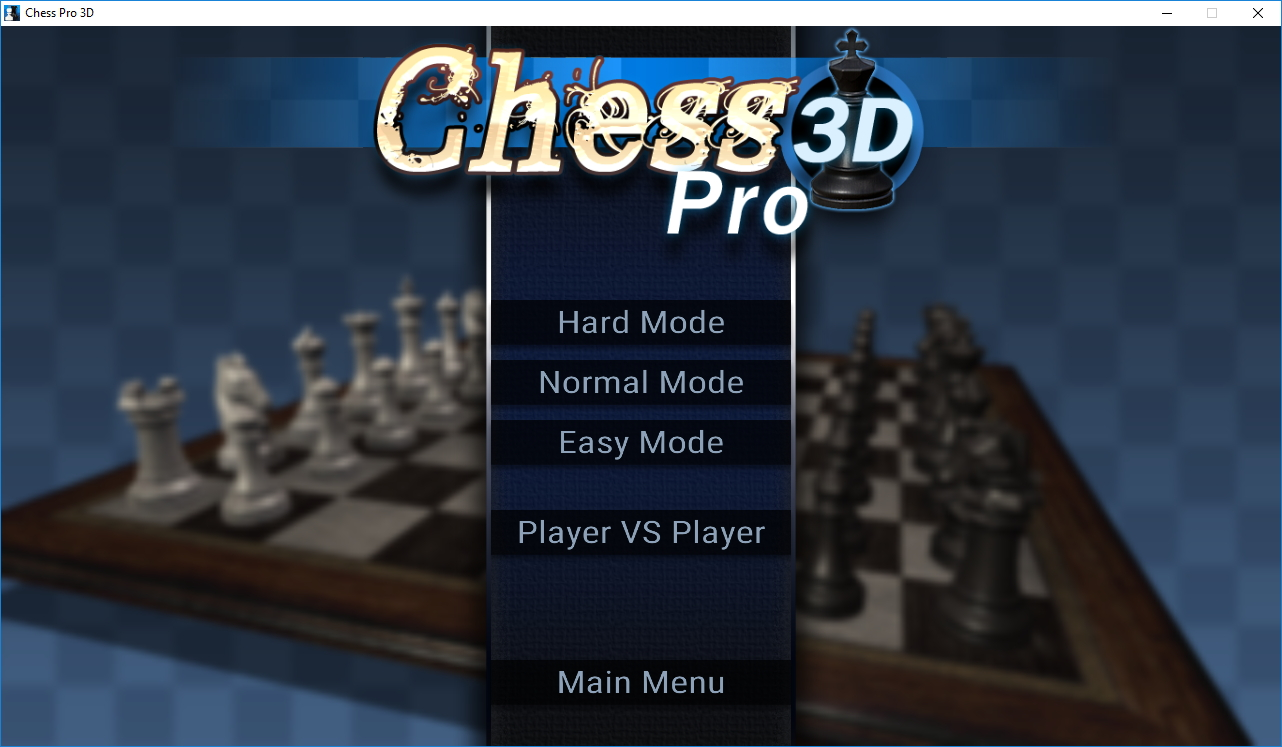 Chess Pro 3D
Chess 3D
Pro
Hard Mode
Normal Mode
Easy Mode
Player VS Player
Main Menu